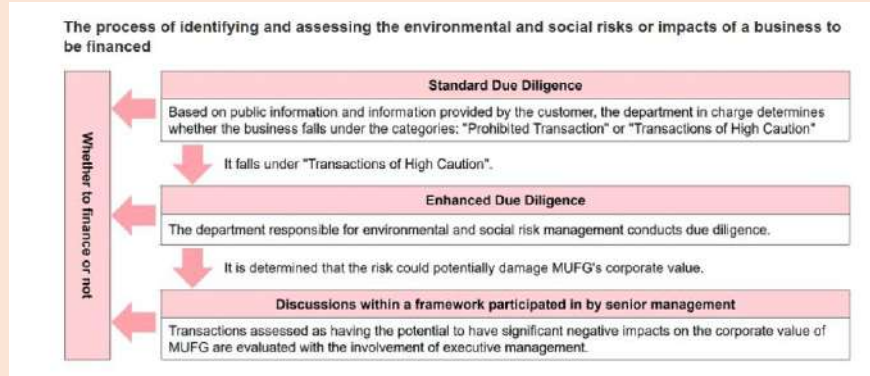 The process of identifying and assessing the environmental and social risks or impacts of a business to
be financed
Whether to finance or not
Standard Due Diligence
Based on public information and information provided by the customer, the department in charge determines
whether the business falls under the categories: "Prohibited Transaction" or "Transactions of High Caution"
It falls under "Transactions of High Caution".
Enhanced Due Diligence
The department responsible for environmental and social risk management conducts due diligence.
It is determined that the risk could potentially damage MUFG's corporate value.
Discussions within a framework participated in by senior management
Transactions assessed as having the potential to have significant negative impacts on the corporate value of
MUFG are evaluated with the involvement of executive management.